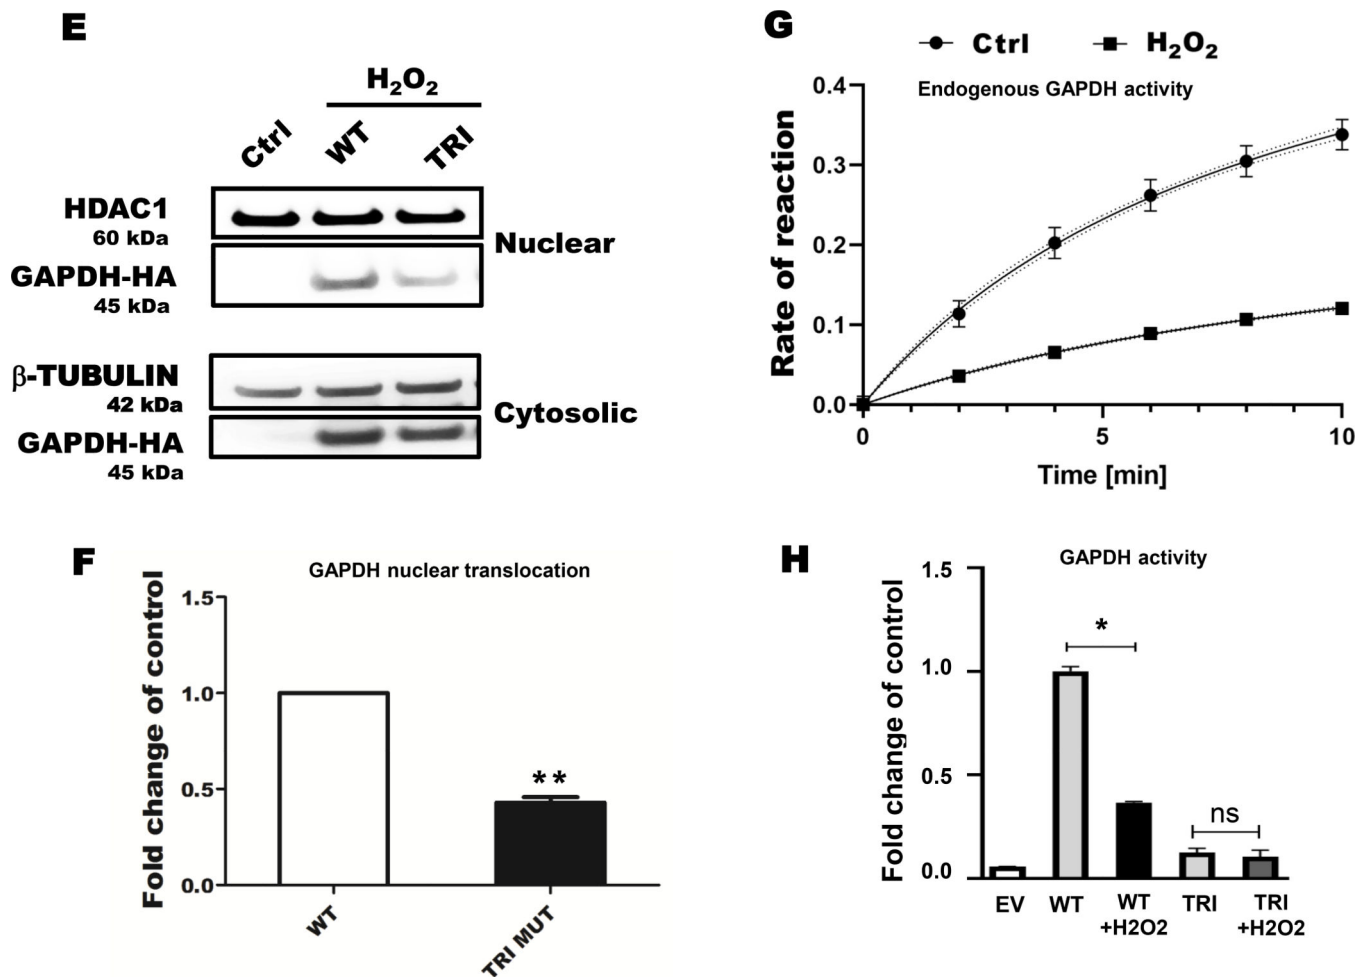 E
H₂O₂
Ctrl WT TRI
HDAC1
60 kDa
GAPDH-HA
45 kDa
Nuclear
β-TUBULIN
42 kDa
GAPDH-HA
45 kDa
Cytosolic
G
Ctrl H₂O₂
Endogenous GAPDH activity
Rate of reaction
0.4
0.3
0.2
0.1
0.0
0 5 10
Time [min]
F
GAPDH nuclear translocation
Fold change of control
1.5
1.0
0.5
0.0
**
WT TRI MUT
H
GAPDH activity
Fold change of control
1.5
1.0
0.5
0.0
*
ns
EV WT WT TRI TRI
+H2O2 +H2O2